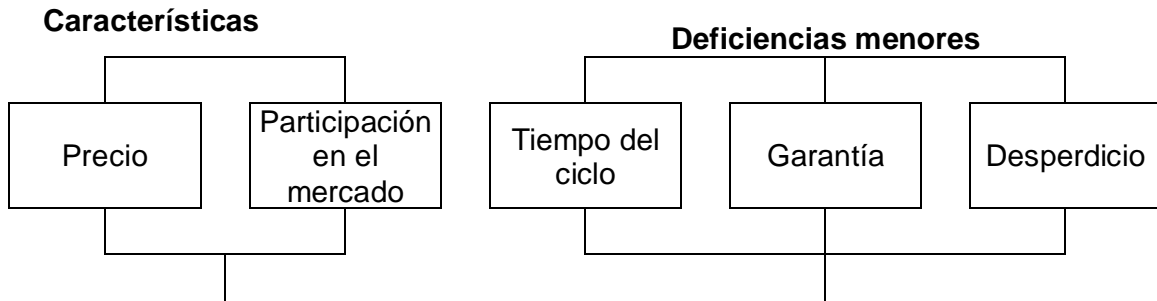 Características
Deficiencias menores
Precio
Participación
en el
mercado
Tiempo del
ciclo
Garantía
Desperdicio